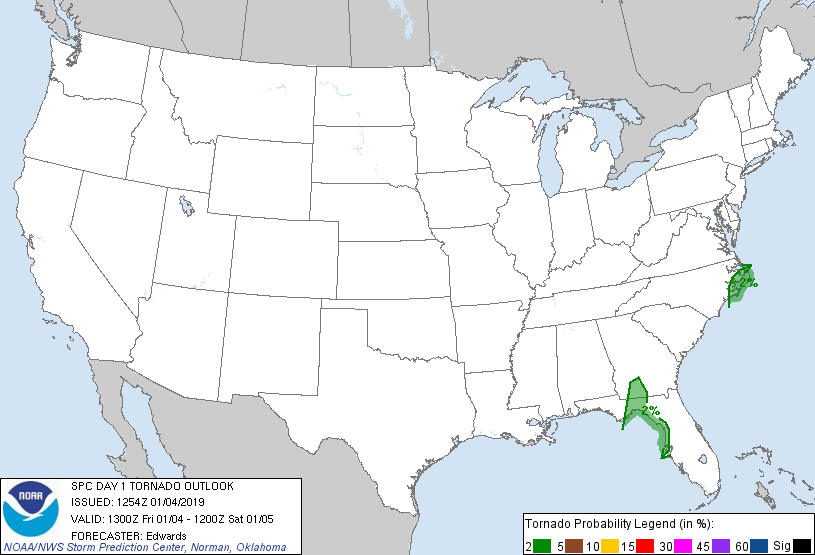 2%
2%
SPC DAY 1 TORNADO OUTLOOK
ISSUED: 1254Z 01/04/2019
VALID: 1300Z Fri 01/04 - 1200Z Sat 01/05
FORECASTER: Edwards
NOAA/NWS Storm Prediction Center, Norman, Oklahoma
NOAA
Tornado Probability Legend (in %):
2 5 10 15 30 45 60 Sig